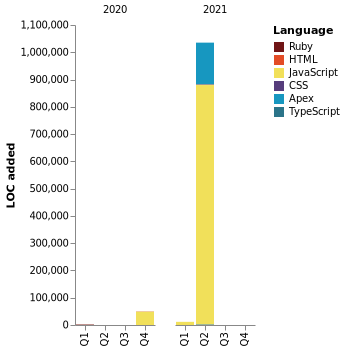 2020 2021
LOC added
1,100,000
1,000,000
900,000
800,000
700,000
600,000
500,000
400,000
300,000
200,000
100,000
0
Q1 Q2 Q3 Q4 Q1 Q2 Q3 Q4
Language
Ruby
HTML
JavaScript
CSS
Apex
TypeScript